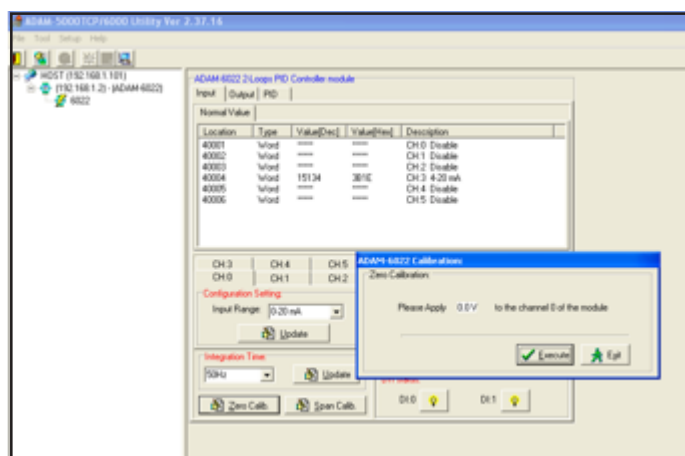 ADAM-5000TCP/6000 Utility Ver 2.37.16
File Tool Setup Help
HOST (192.168.1.101)
(192.168.1.2) - [ADAM-6022]
6022
ADAM-6022 2-Loops PID Controller module
Input Output PID
Normal Value
Location Type Value[Dec] Value[Hex] Description
40001 Word ***** ***** CH:0 Disable
40002 Word ***** ***** CH:1 Disable
40003 Word ***** ***** CH:2 Disable
40004 Word 15134 3B1E CH:3 4-20 mA
40005 Word ***** ***** CH:4 Disable
40006 Word ***** ***** CH:5 Disable
CH:3 CH:4 CH:5
CH:0 CH:1 CH:2
Configuration Setting:
Input Range: 0-20 mA
Update
Integration Time:
50Hz Update
Zero Calib. Span Calib.
ADAM-6022 Calibration:
Zero Calibration:
Please Apply 0.0 V to the channel 0 of the module
Execute Exit
DI:0 DI:1